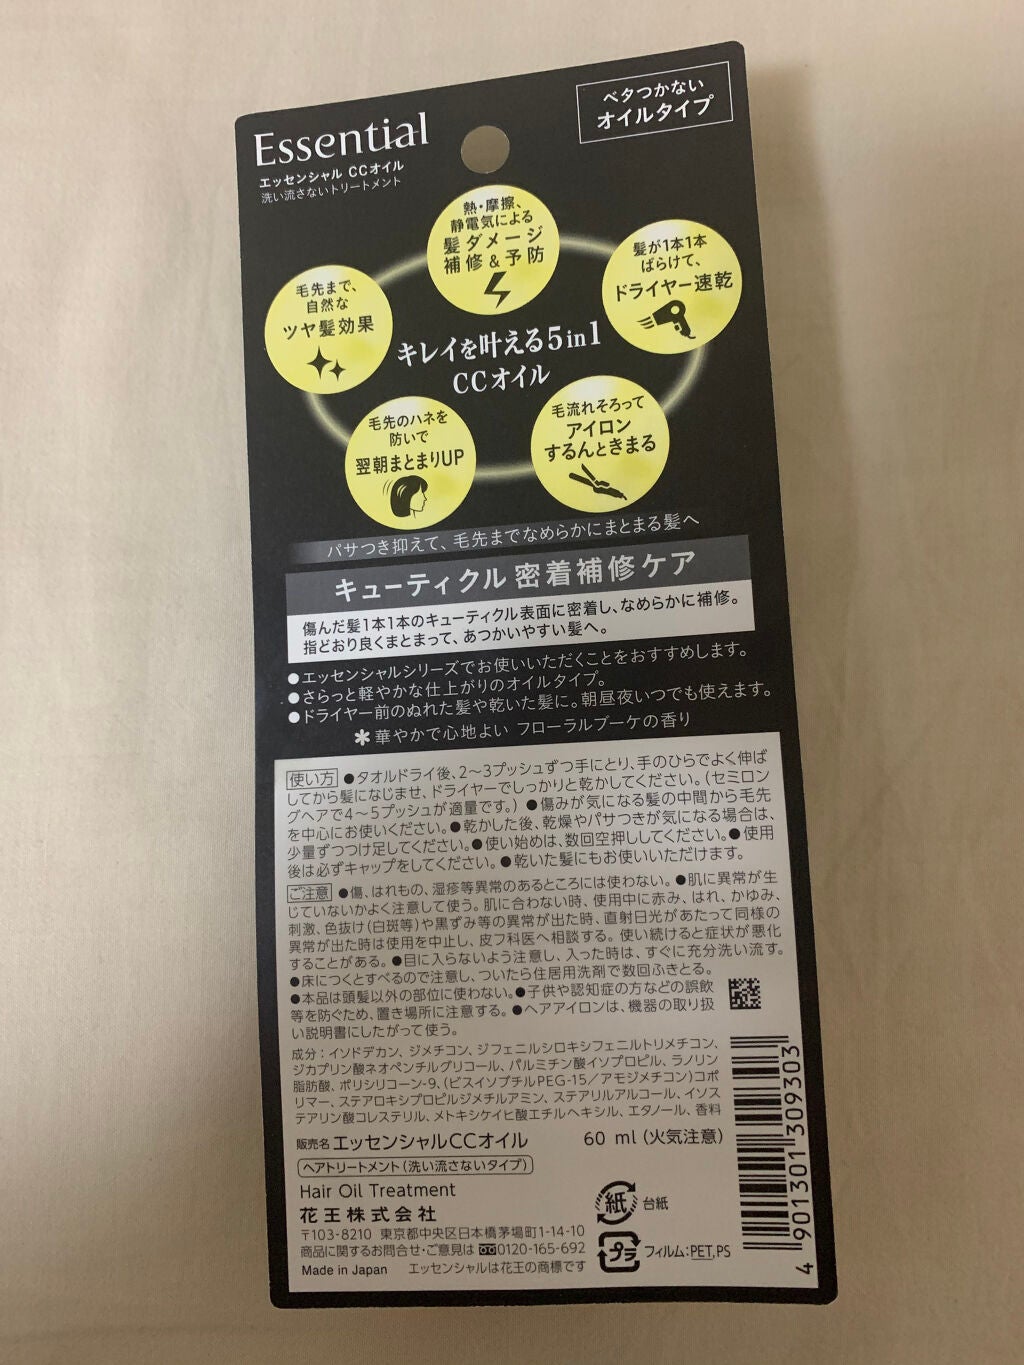 Essential
エッセンシャル CCオイル
洗い流さないトリートメント
ベタつかない
オイルタイプ
熱・摩擦、
静電気による
髪ダメージ
補修&予防
髪が1本1本
ばらけて、
ドライヤー速乾
毛先まで、
自然な
ツヤ髪効果
キレイを叶える5in1
CCオイル
毛先のハネを
防いで
翌朝まとまりUP
毛流れそろって
アイロン
するんときまる
パサつき抑えて、毛先までなめらかにまとまる髪へ
キューティクル密着補修ケア
傷んだ髪1本1本のキューティクル表面に密着し、なめらかに補修。
指どおり良くまとまって、あつかいやすい髪へ。
●エッセンシャルシリーズでお使いいただくことをおすすめします。
●さらっと軽やかな仕上がりのオイルタイプ。
●ドライヤー前のぬれた髪や乾いた髪に。朝昼夜いつでも使えます。
✻華やかで心地よい フローラルブーケの香り
使い方 ●タオルドライ後、2〜3プッシュずつ手にとり、手のひらでよく伸ば
してから髪になじませ、ドライヤーでしっかりと乾かしてください。(セミロン
グヘアで4〜5プッシュが適量です。) ●傷みが気になる髪の中間から毛先
を中心にお使いください。●乾かした後、乾燥やパサつきが気になる場合は、
少量ずつつけ足してください。●使い始めは、数回空押ししてください。●使用
後は必ずキャップをしてください。●乾いた髪にもお使いいただけます。
ご注意 ●傷、はれもの、湿疹等異常のあるところには使わない。●肌に異常が生
じていないかよく注意して使う。肌に合わない時、使用中に赤み、はれ、かゆみ、
刺激、色抜け(白斑等)や黒ずみ等の異常が出た時、直射日光があたって同様の
異常が出た時は使用を中止し、皮フ科医へ相談する。使い続けると症状が悪化
することがある。●目に入らないよう注意し、入った時は、すぐに充分洗い流す。
●床につくとすべるので注意し、ついたら住居用洗剤で数回ふきとる。
●本品は頭髪以外の部位に使わない。●子供や認知症の方などの誤飲
等を防ぐため、置き場所に注意する。●ヘアアイロンは、機器の取り扱
い説明書にしたがって使う。
成分：イソドデカン、ジメチコン、ジフェニルシロキシフェニルトリメチコン、
ジカプリン酸ネオペンチルグリコール、パルミチン酸イソプロピル、ラノリン
脂肪酸、ポリシリコーン-9、(ビスイソブチルPEG-15／アモジメチコン)コポ
リマー、ステアロキシプロピルジメチルアミン、ステアリルアルコール、イソス
テアリン酸コレステリル、メトキシケイヒ酸エチルヘキシル、エタノール、香料
販売名 エッセンシャルCCオイル 60 ml (火気注意)
ヘアトリートメント(洗い流さないタイプ)
Hair Oil Treatment
花王株式会社
〒103-8210 東京都中央区日本橋茅場町1-14-10
商品に関するお問合せ・ご意見は 0120-165-692
Made in Japan エッセンシャルは花王の商標です
紙 台紙
プラ フィルム：PET, PS
4 901301 309303